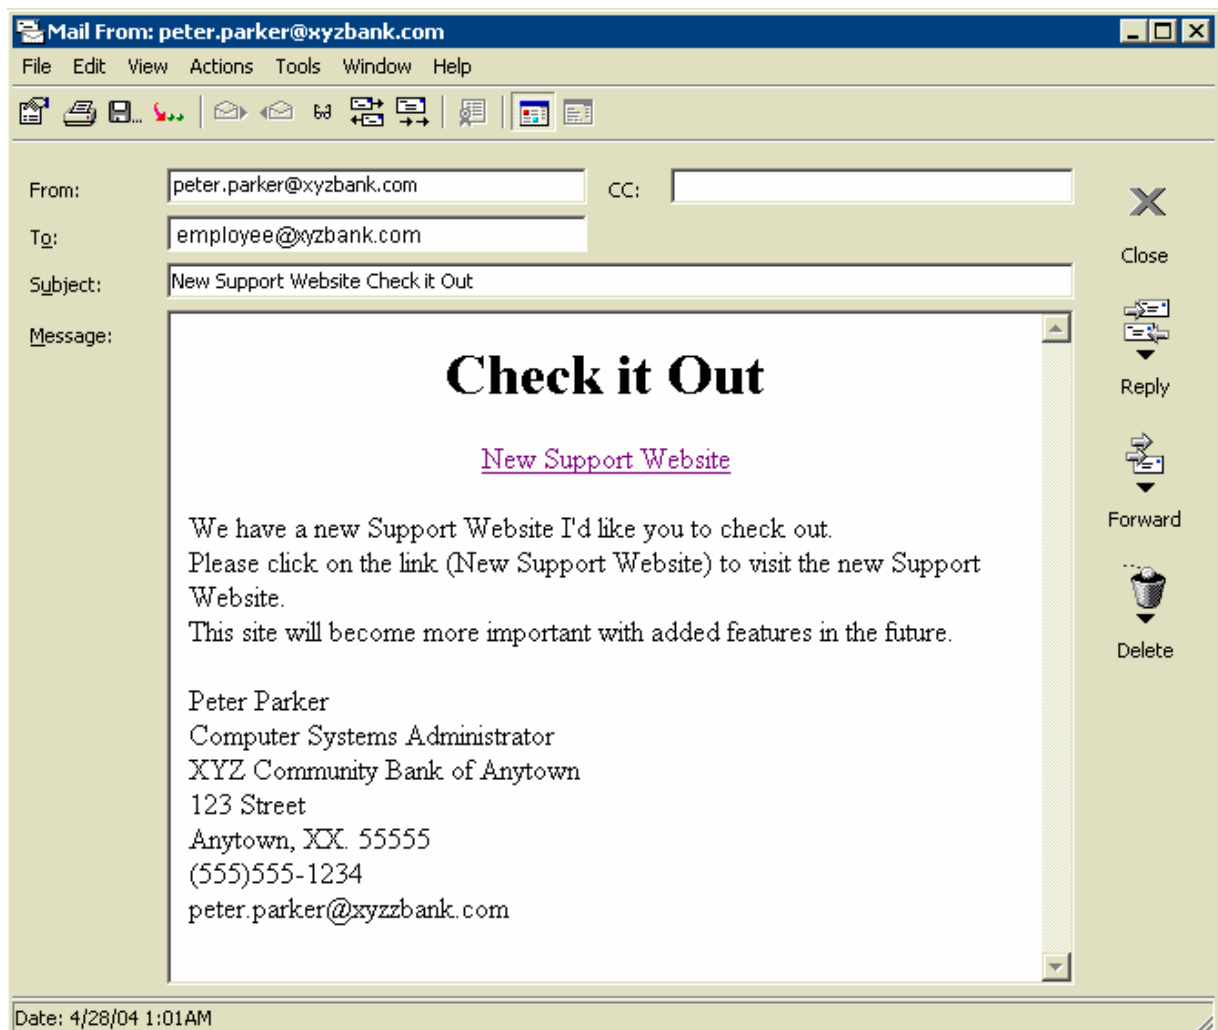 Mail From: peter.parker@xyzbank.com
File Edit View Actions Tools Window Help
From: peter.parker@xyzbank.com CC:
To: employee@xyzbank.com
Subject: New Support Website Check it Out
Message:
Check it Out
New Support Website
We have a new Support Website I'd like you to check out.
Please click on the link (New Support Website) to visit the new Support
Website.
This site will become more important with added features in the future.
Peter Parker
Computer Systems Administrator
XYZ Community Bank of Anytown
123 Street
Anytown, XX. 55555
(555)555-1234
peter.parker@xyzzbank.com
Close
Reply
Forward
Delete
Date: 4/28/04 1:01AM